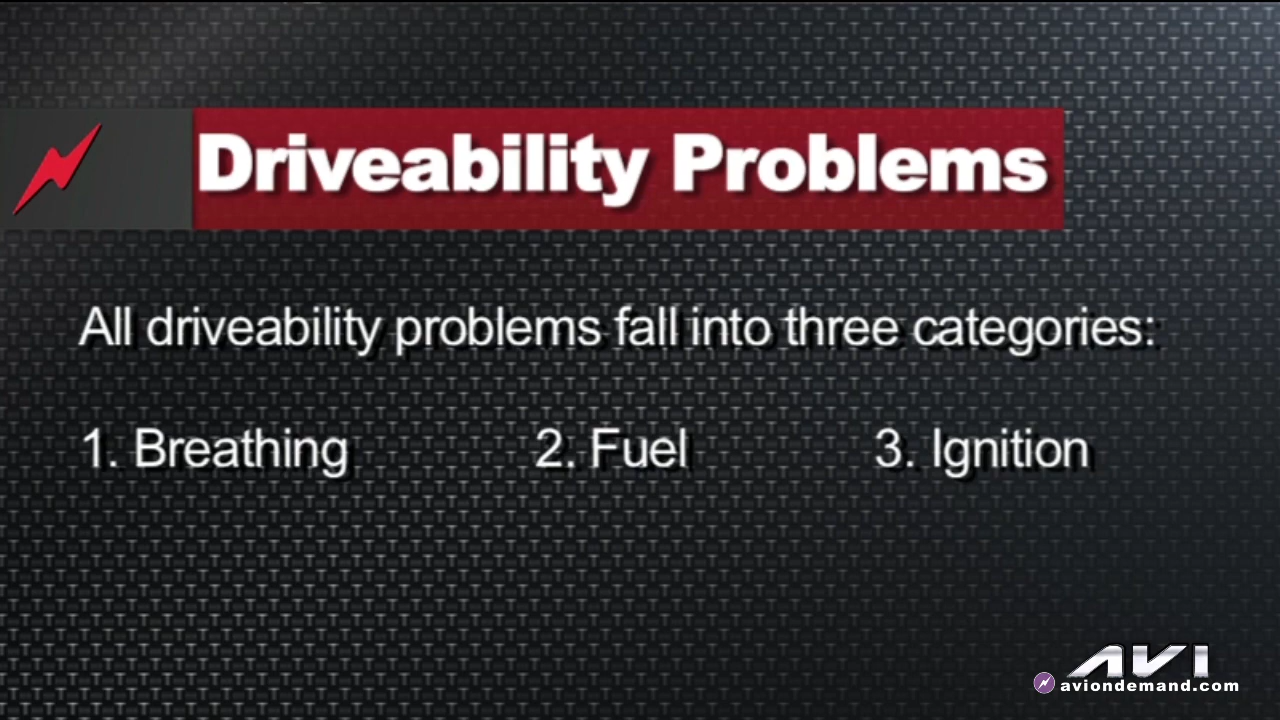 Driveability Problems
All driveability problems fall into three categories:
1. Breathing 2. Fuel 3. Ignition
AVI
aviondemand.com